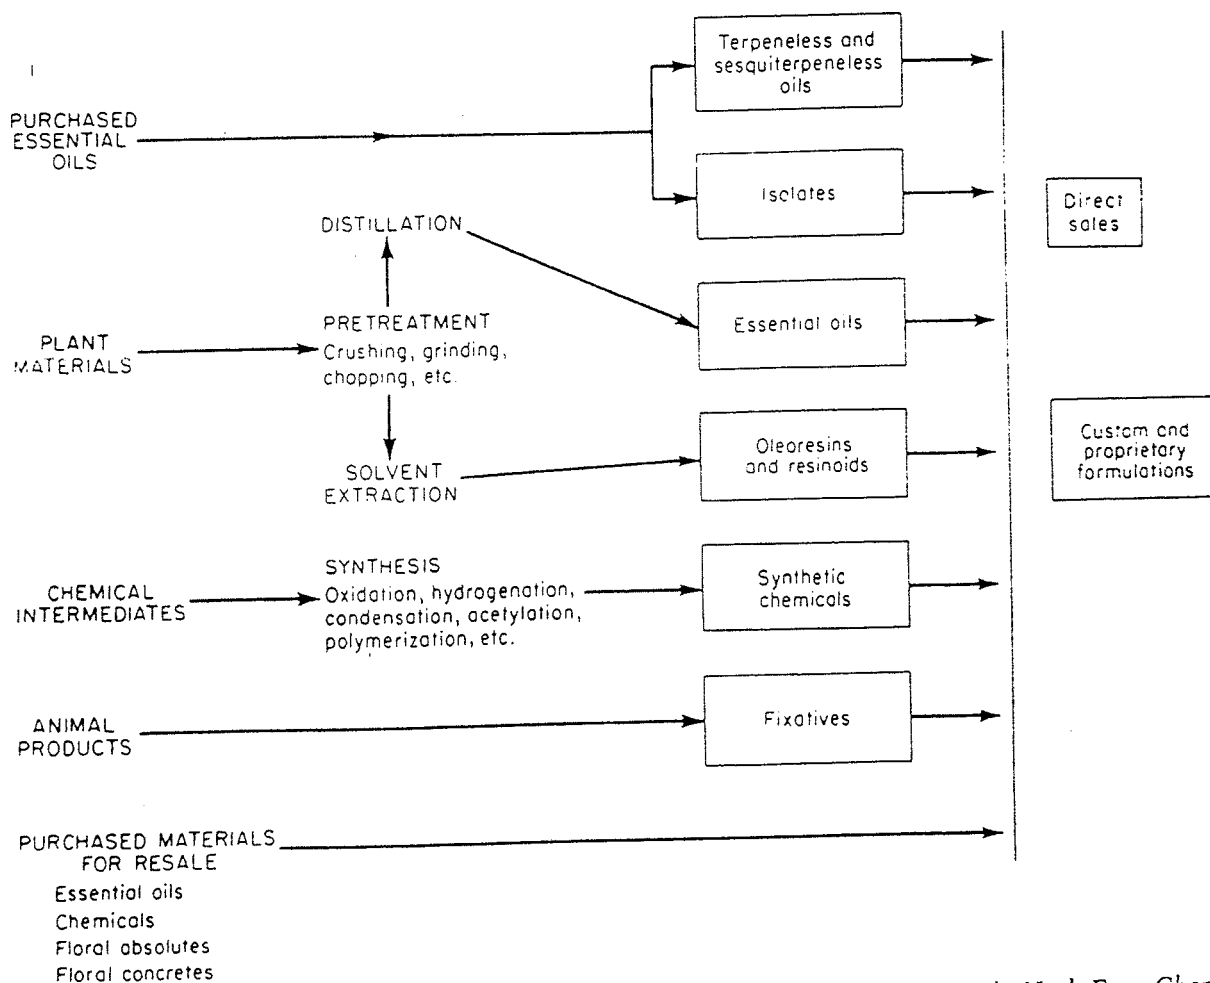 Terpeneless and
sesquiterpeneless
oils
PURCHASED
ESSENTIAL
OILS
Isolates
Direct
sales
DISTILLATION
PLANT
MATERIALS
PRETREATMENT
Crushing, grinding,
chopping, etc.
Essential oils
SOLVENT
EXTRACTION
Oleoresins
and resinoids
Custom and
proprietary
formulations
CHEMICAL
INTERMEDIATES
SYNTHESIS
Oxidation, hydrogenation,
condensation, acetylation,
polymerization, etc.
Synthetic
chemicals
ANIMAL
PRODUCTS
Fixatives
PURCHASED MATERIALS
FOR RESALE
Essential oils
Chemicals
Floral absolutes
Floral concretes